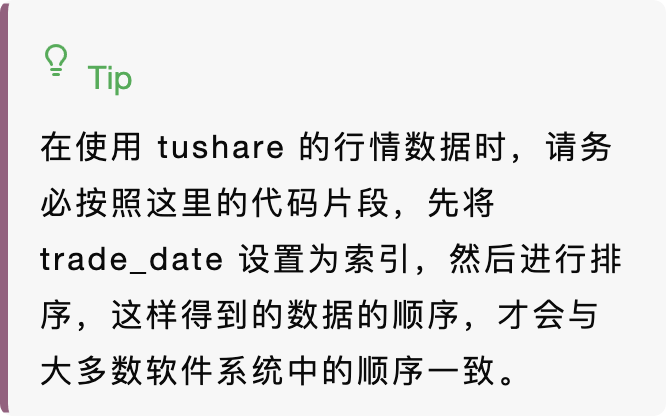 Tip
在使用 tushare 的行情数据时，请务
必按照这里的代码片段，先将
trade_date 设置为索引，然后进行排
序，这样得到的数据的顺序，才会与
大多数软件系统中的顺序一致。